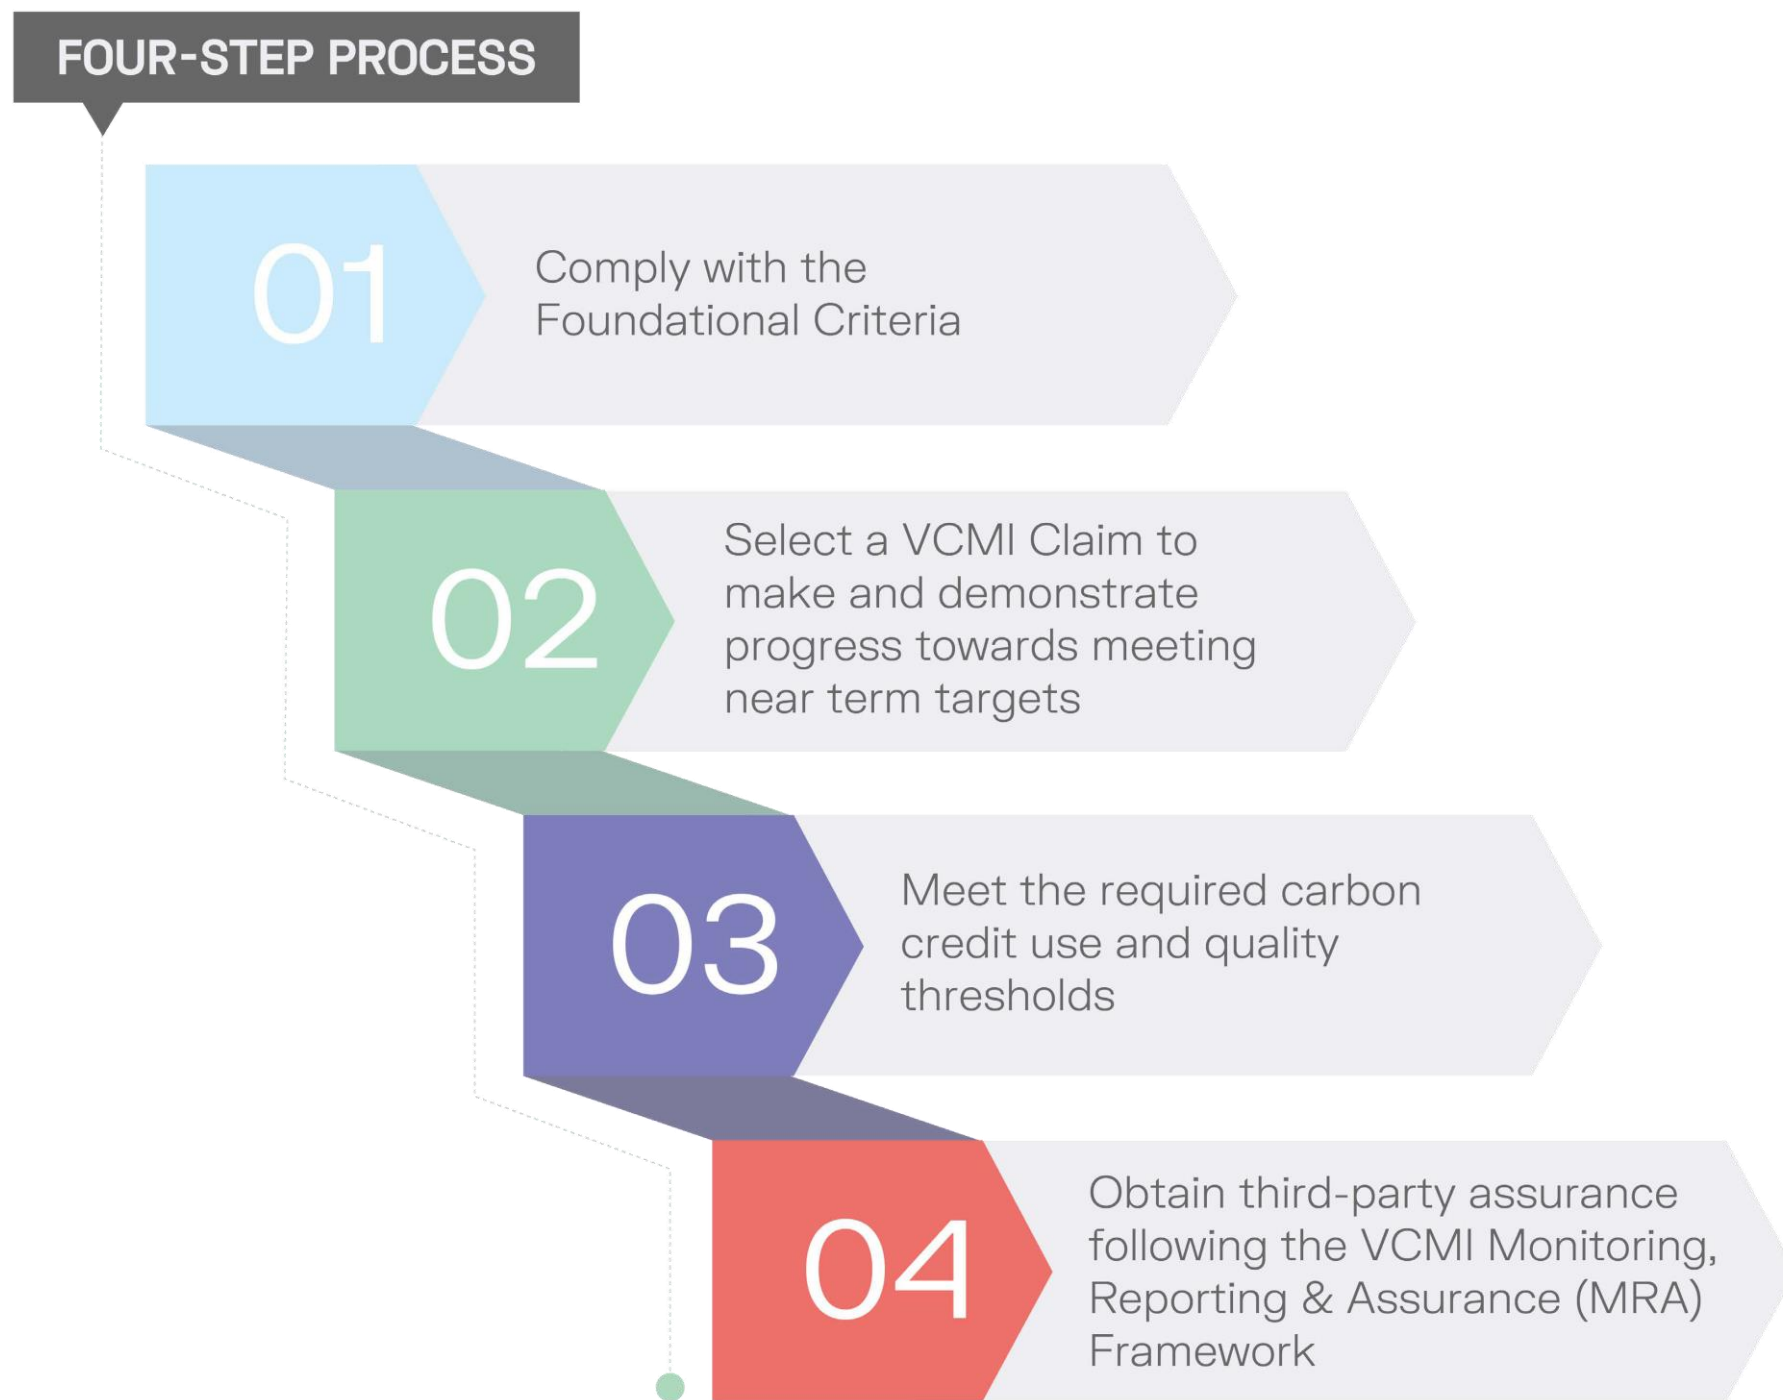 FOUR-STEP PROCESS
01
Comply with the
Foundational Criteria
02
Select a VCMI Claim to
make and demonstrate
progress towards meeting
near term targets
03
Meet the required carbon
credit use and quality
thresholds
04
Obtain third-party assurance
following the VCMI Monitoring,
Reporting & Assurance (MRA)
Framework